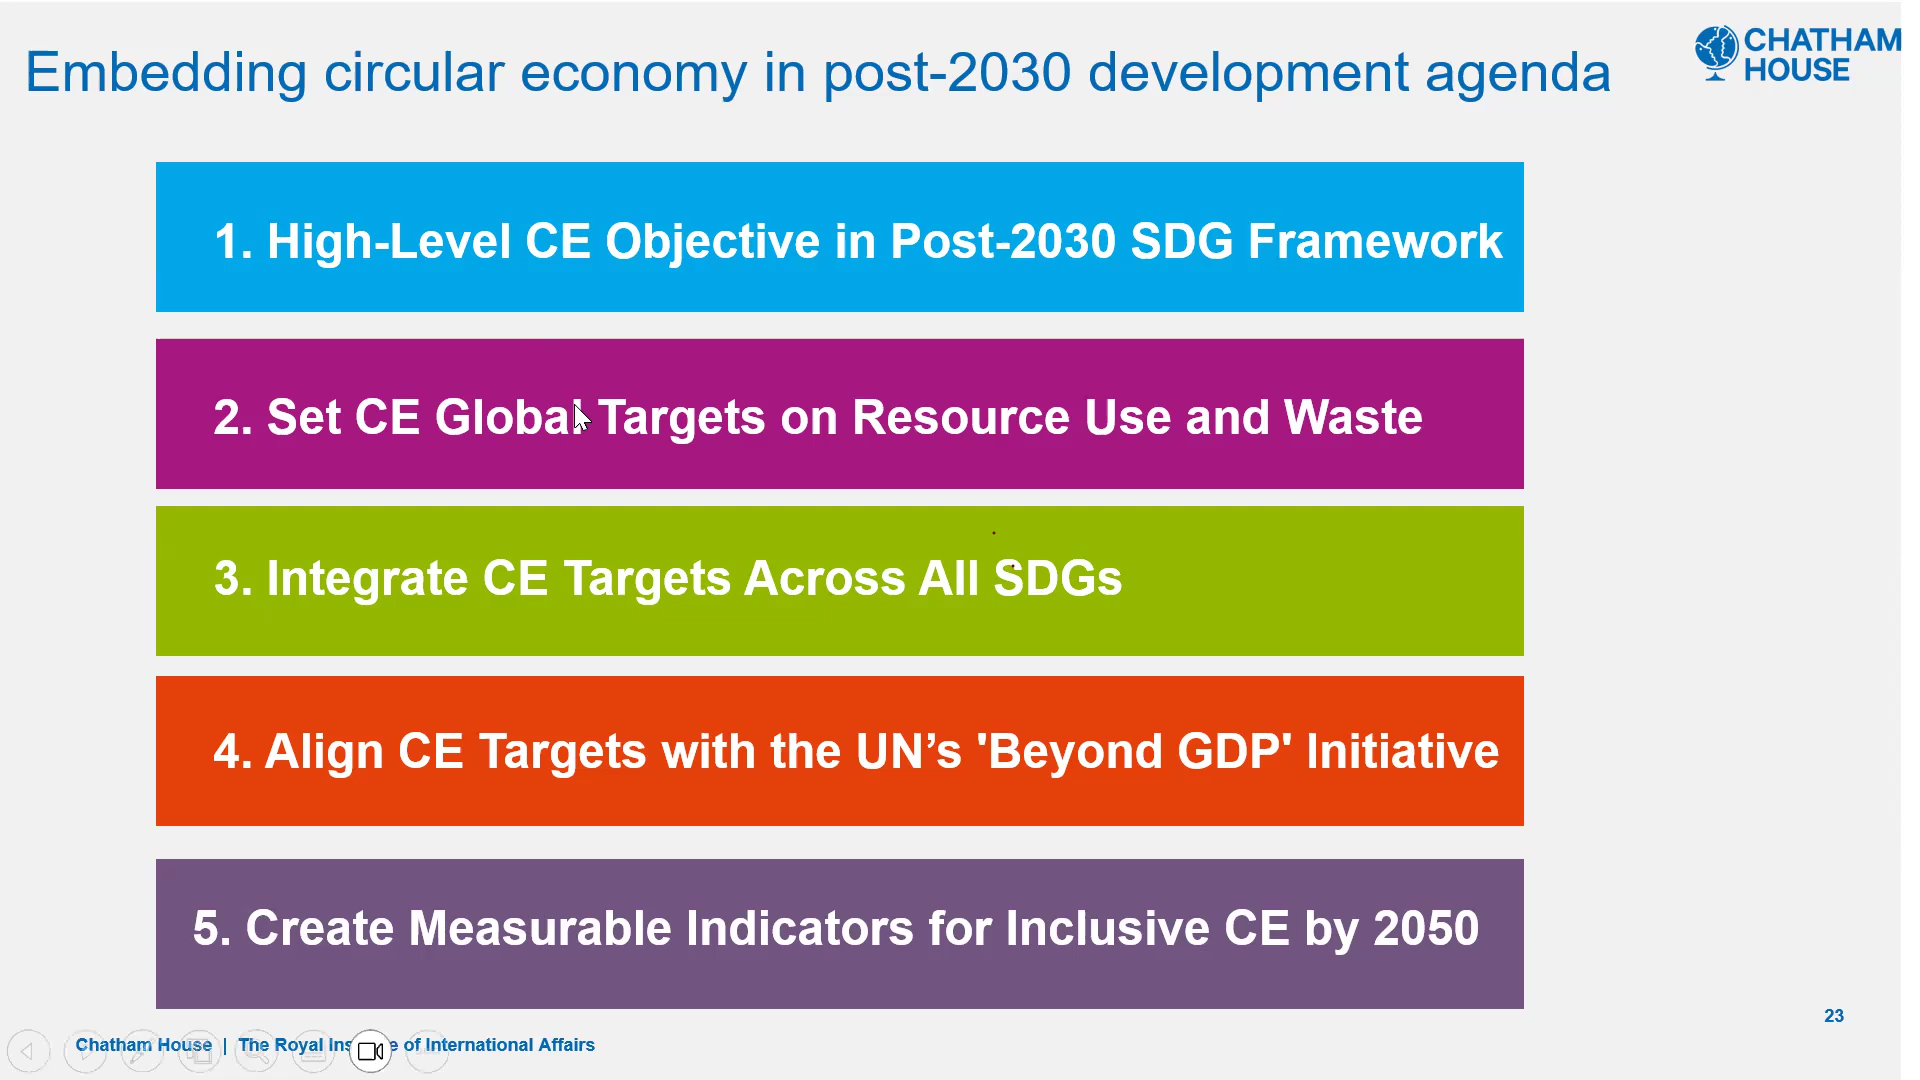 Embedding circular economy in post-2030 development agenda
CHATHAM
HOUSE
1. High-Level CE Objective in Post-2030 SDG Framework
2. Set CE Global Targets on Resource Use and Waste
3. Integrate CE Targets Across All SDGs
4. Align CE Targets with the UN’s 'Beyond GDP' Initiative
5. Create Measurable Indicators for Inclusive CE by 2050
23
Chatham House | The Royal Ins e of International Affairs